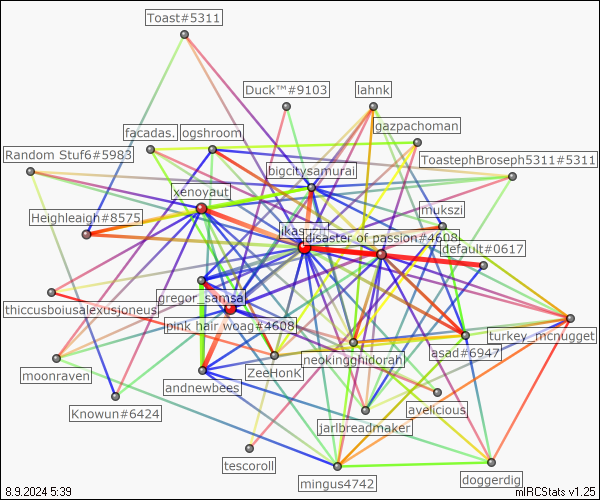 Toast#5311
Duck™#9103
lahnk
gazpachoman
facadas.
ogshroom
Random Stuf6#5983
ToastephBroseph5311#5311
bigcitysamurai
xenoyaut
Heighleaigh#8575
jmukszi
ikas
disaster of passion#4608
default#0617
gregor_samsa
thiccusboiusalexusjoneus
pink hair woag#4608
turkey_mcnugget
asad#6947
neokingghidorah
ZeeHonk
moonraven
andnewbees
Knowun#6424
avelicious
jarlbreadmaker
tescoroll
mingus4742
doggerdig
8.9.2024 5:39
mIRCStats v1.25